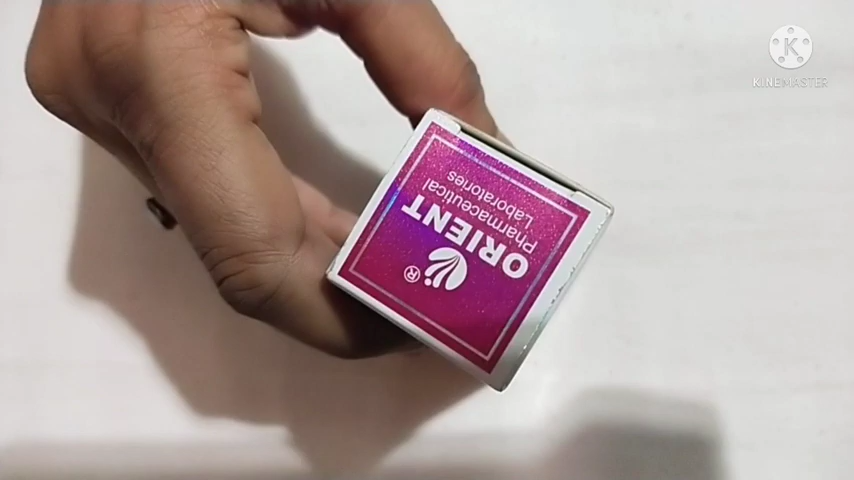 KINEMASTER
®
ORIENT
Pharmaceutical
Laboratories